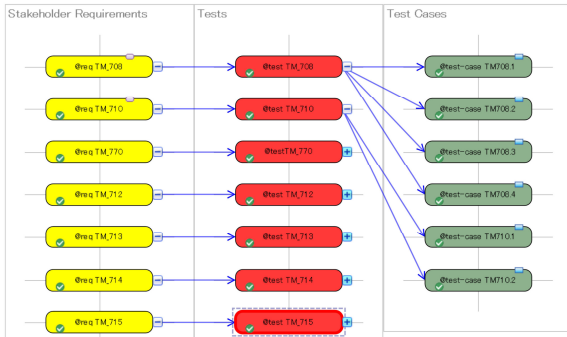 Stakeholder Requirements
Tests
Test Cases
@req TM_708
@test TM_708
@test-case TM708.1
@req TM_710
@test TM_710
@test-case TM708.2
@req TM_770
@testTM_770
@test-case TM708.3
@req TM_712
@test TM_712
@test-case TM708.4
@req TM_713
@test TM_713
@test-case TM710.1
@req TM_714
@test TM_714
@test-case TM710.2
@req TM_715
@test TM_715